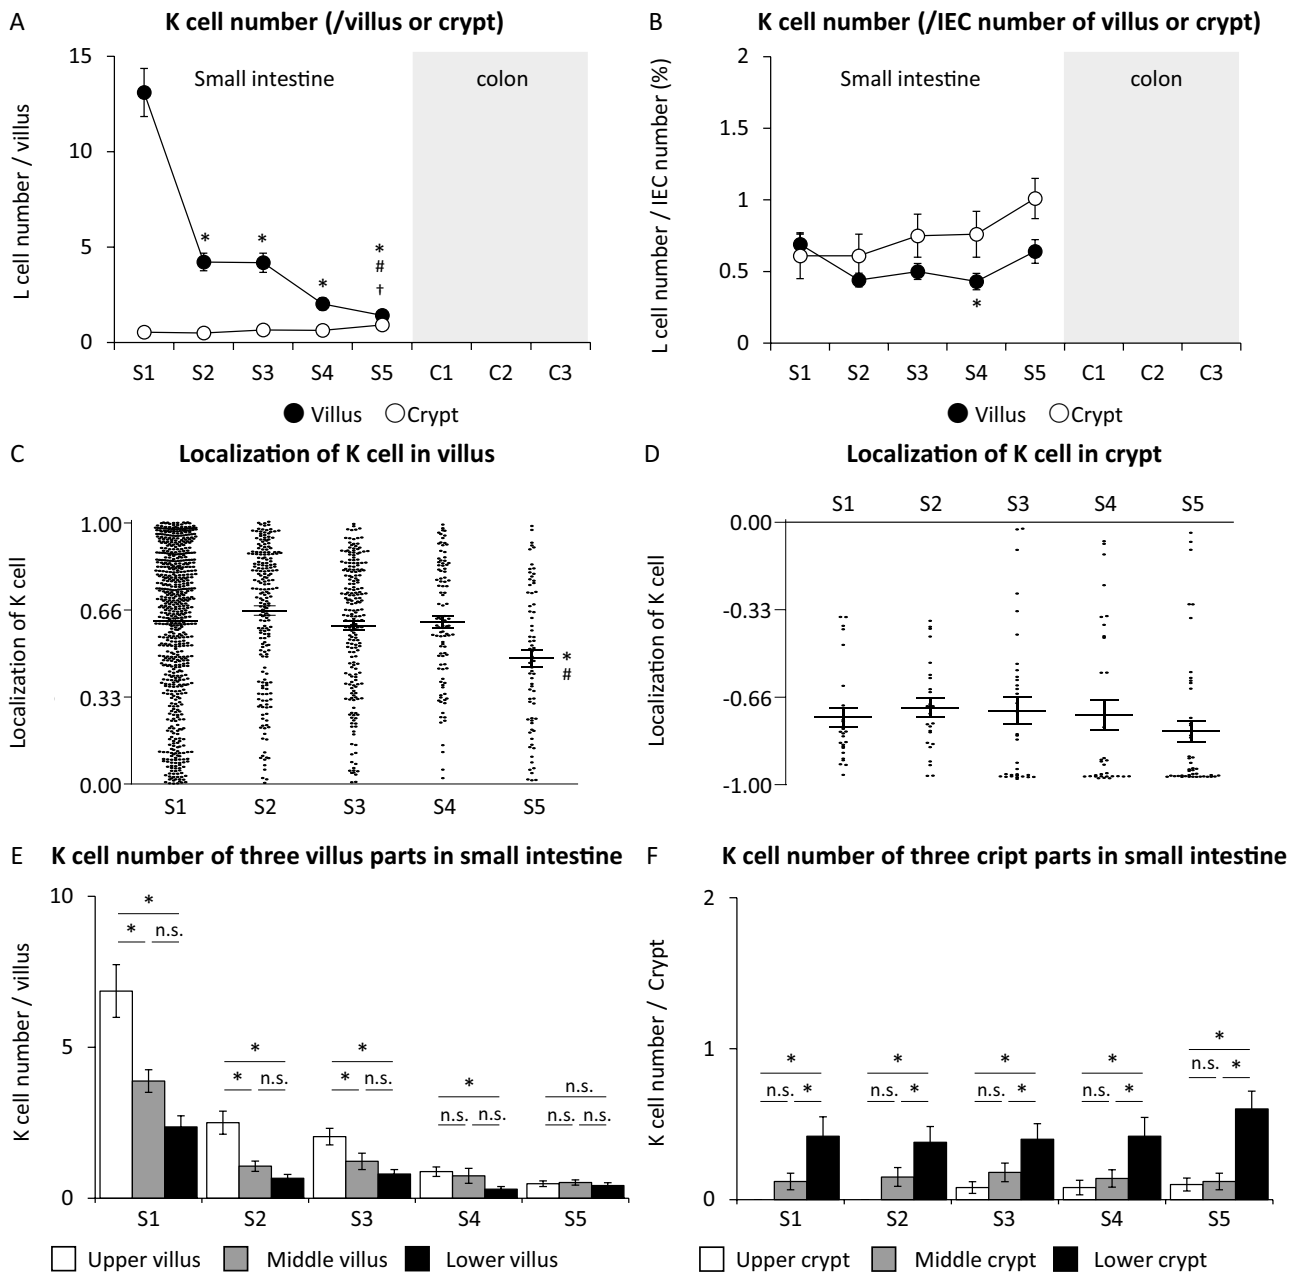 A
K cell number (/villus or crypt)
L cell number / villus
15
10
5
0
Small intestine
colon
*
*
*
*
#
†
S1 S2 S3 S4 S5 C1 C2 C3
Villus Crypt
B
K cell number (/IEC number of villus or crypt)
L cell number / IEC number (%)
2
1.5
1
0.5
0
Small intestine
colon
*
S1 S2 S3 S4 S5 C1 C2 C3
Villus Crypt
C
Localization of K cell in villus
Localization of K cell
1.00
0.66
0.33
0.00
*
#
S1 S2 S3 S4 S5
D
Localization of K cell in crypt
Localization of K cell
S1 S2 S3 S4 S5
0.00
-0.33
-0.66
-1.00
E
K cell number of three villus parts in small intestine
K cell number / villus
10
5
0
*
* n.s.
*
* n.s.
*
* n.s.
*
n.s. n.s.
n.s.
n.s. n.s.
S1 S2 S3 S4 S5
Upper villus Middle villus Lower villus
F
K cell number of three cript parts in small intestine
K cell number / Crypt
2
1
0
*
n.s. *
*
n.s. *
*
n.s. *
*
n.s. *
*
n.s. *
S1 S2 S3 S4 S5
Upper crypt Middle crypt Lower crypt